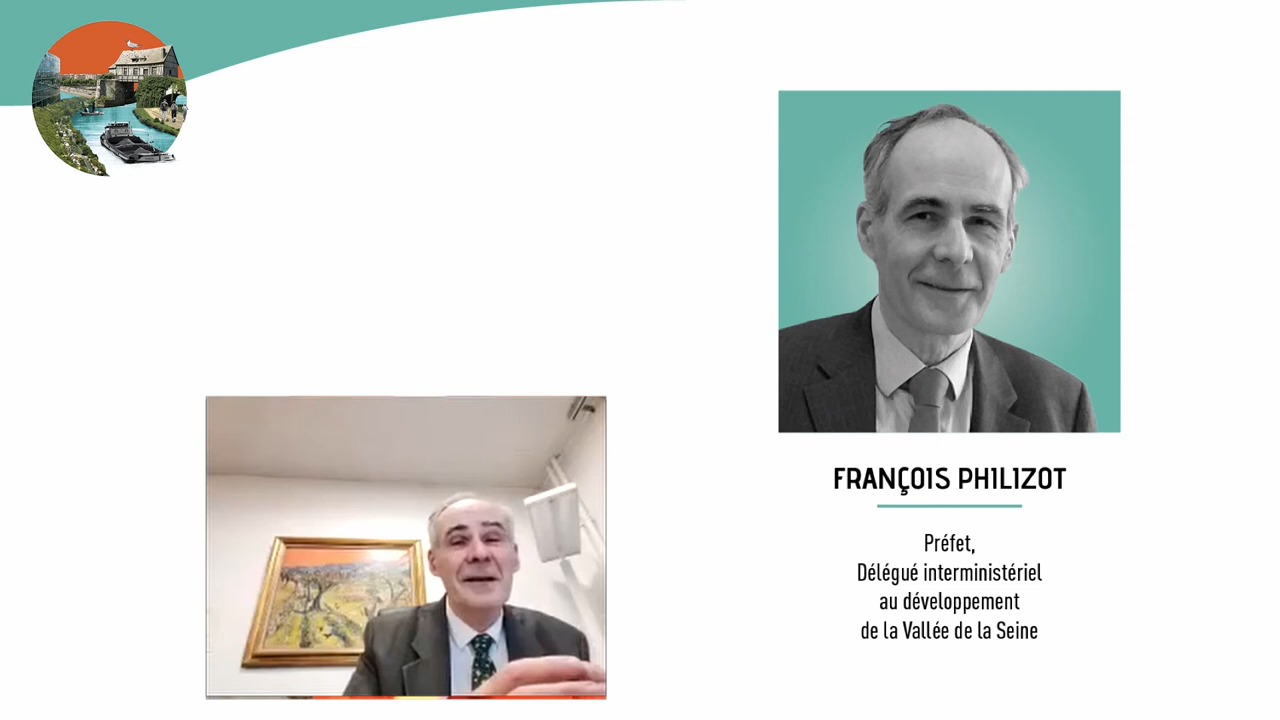 FRANÇOIS PHILIZOT
Préfet,
Délégué interministériel
au développement
de la Vallée de la Seine